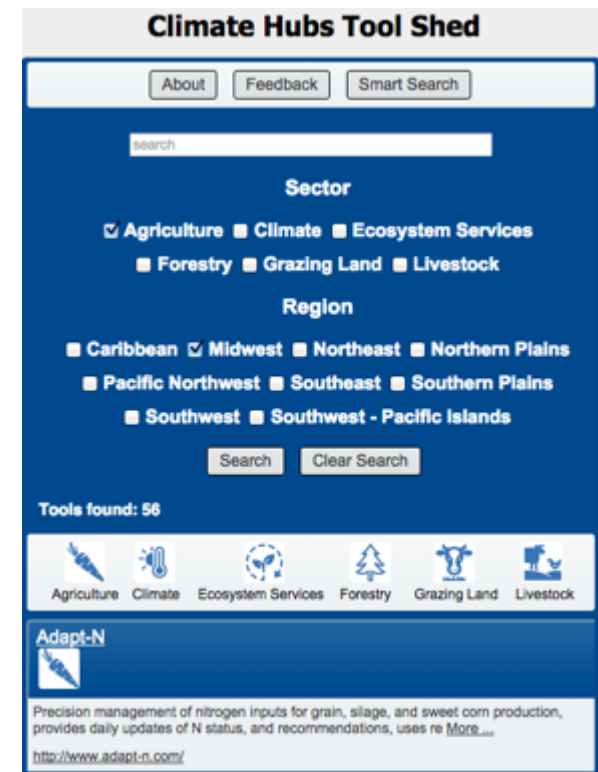 Climate Hubs Tool Shed
About Feedback Smart Search
search
Sector
Agriculture Climate Ecosystem Services
Forestry Grazing Land Livestock
Region
Caribbean Midwest Northeast Northern Plains
Pacific Northwest Southeast Southern Plains
Southwest Southwest - Pacific Islands
Search Clear Search
Tools found: 56
Agriculture Climate Ecosystem Services Forestry Grazing Land Livestock
Adapt-N
Precision management of nitrogen inputs for grain, silage, and sweet corn production,
provides daily updates of N status, and recommendations, uses re More ...
http://www.adapt-n.com/